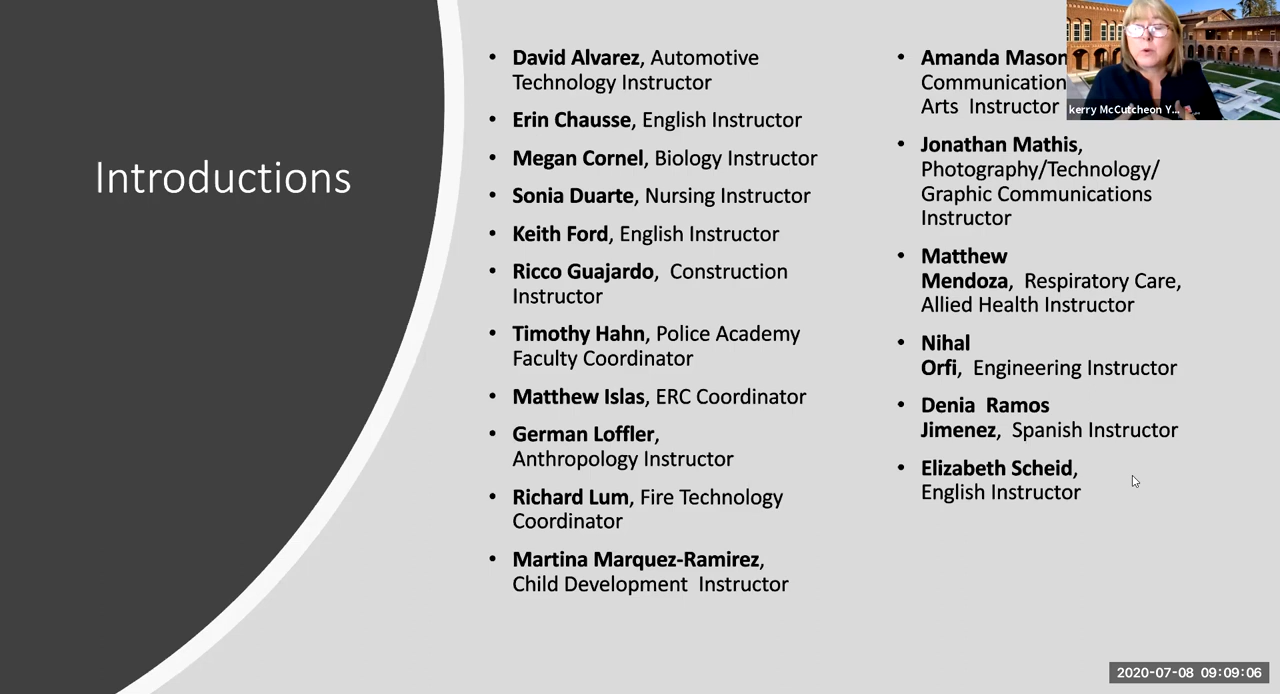 Introductions
• David Alvarez, Automotive
Technology Instructor
• Erin Chausse, English Instructor
• Megan Cornel, Biology Instructor
• Sonia Duarte, Nursing Instructor
• Keith Ford, English Instructor
• Ricco Guajardo, Construction
Instructor
• Timothy Hahn, Police Academy
Faculty Coordinator
• Matthew Islas, ERC Coordinator
• German Loffler,
Anthropology Instructor
• Richard Lum, Fire Technology
Coordinator
• Martina Marquez-Ramirez,
Child Development Instructor
• Amanda Mason
Communication
Arts Instructor
• Jonathan Mathis,
Photography/Technology/
Graphic Communications
Instructor
• Matthew
Mendoza, Respiratory Care,
Allied Health Instructor
• Nihal
Orfi, Engineering Instructor
• Denia Ramos
Jimenez, Spanish Instructor
• Elizabeth Scheid,
English Instructor
kerry McCutcheon Y...
2020-07-08 09:09:06